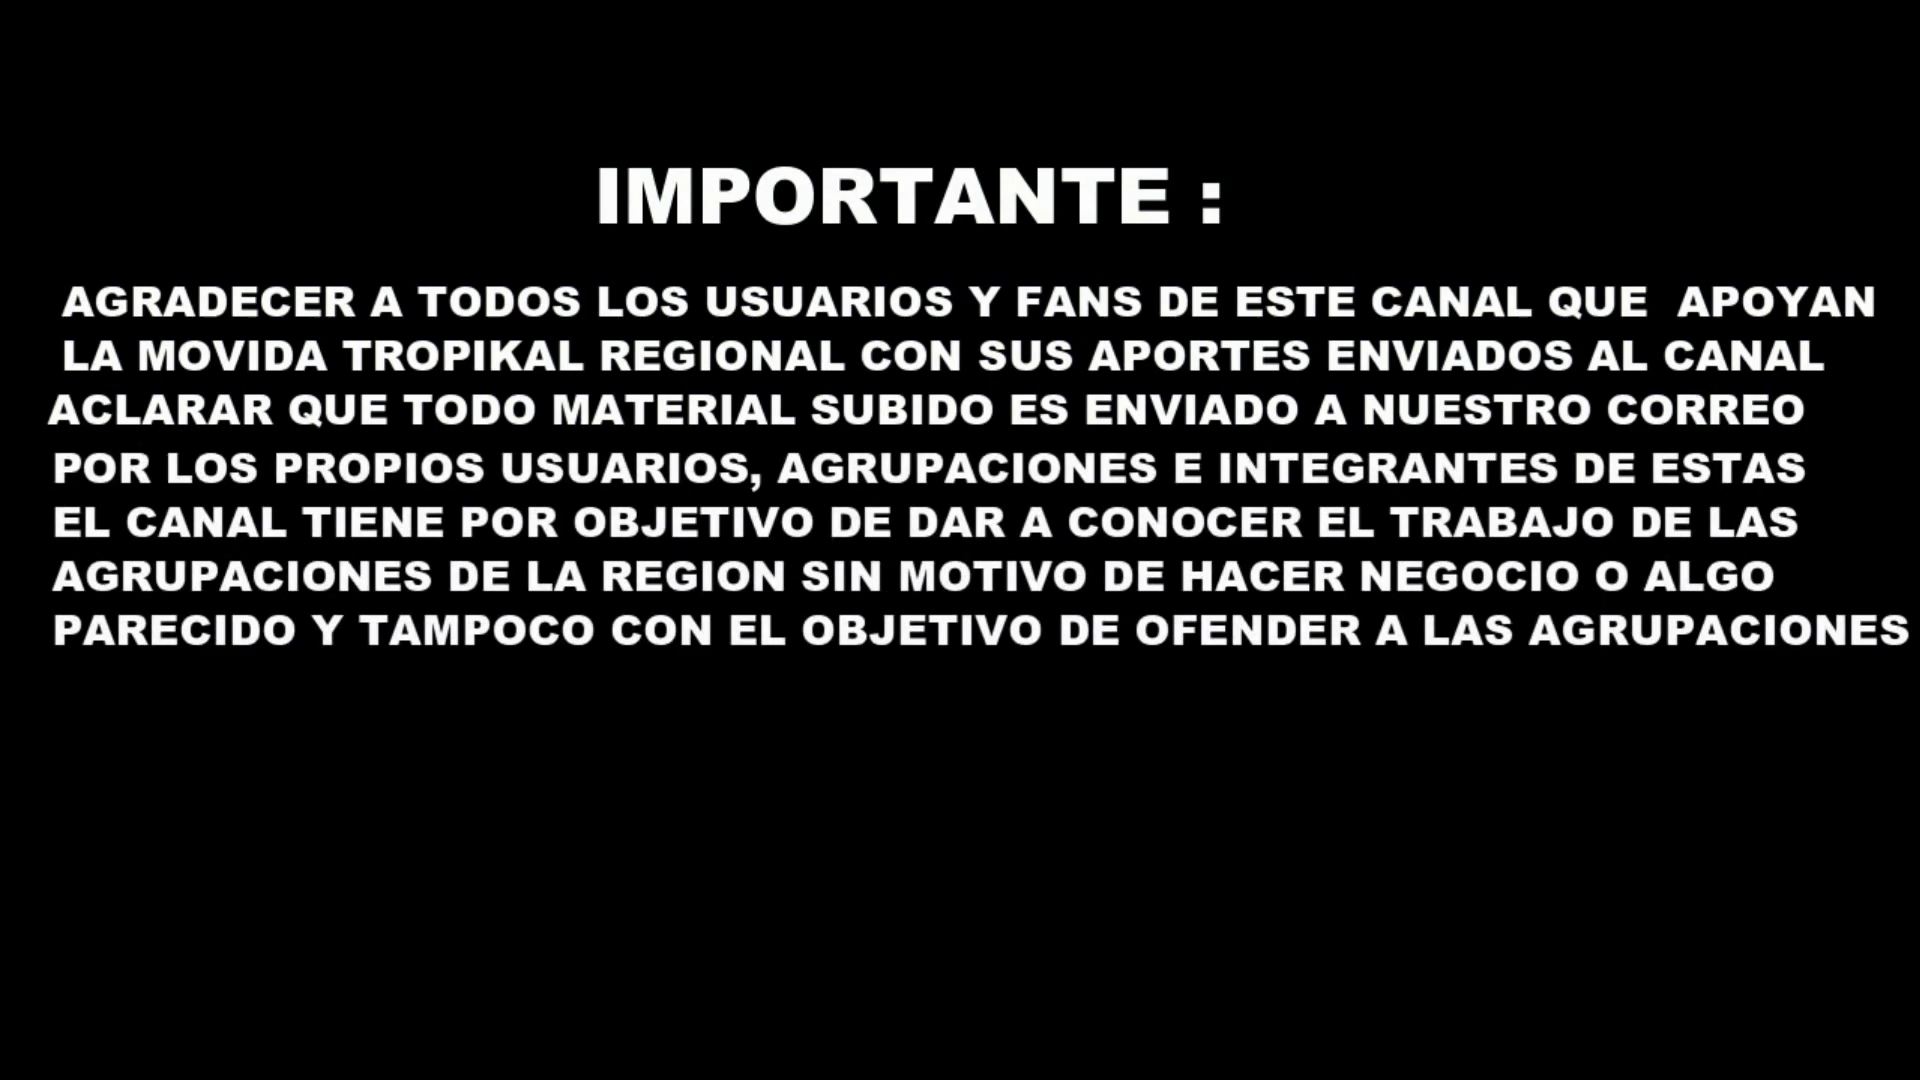 IMPORTANTE :
AGRADECER A TODOS LOS USUARIOS Y FANS DE ESTE CANAL QUE APOYAN
LA MOVIDA TROPIKAL REGIONAL CON SUS APORTES ENVIADOS AL CANAL
ACLARAR QUE TODO MATERIAL SUBIDO ES ENVIADO A NUESTRO CORREO
POR LOS PROPIOS USUARIOS, AGRUPACIONES E INTEGRANTES DE ESTAS
EL CANAL TIENE POR OBJETIVO DE DAR A CONOCER EL TRABAJO DE LAS
AGRUPACIONES DE LA REGION SIN MOTIVO DE HACER NEGOCIO O ALGO
PARECIDO Y TAMPOCO CON EL OBJETIVO DE OFENDER A LAS AGRUPACIONES